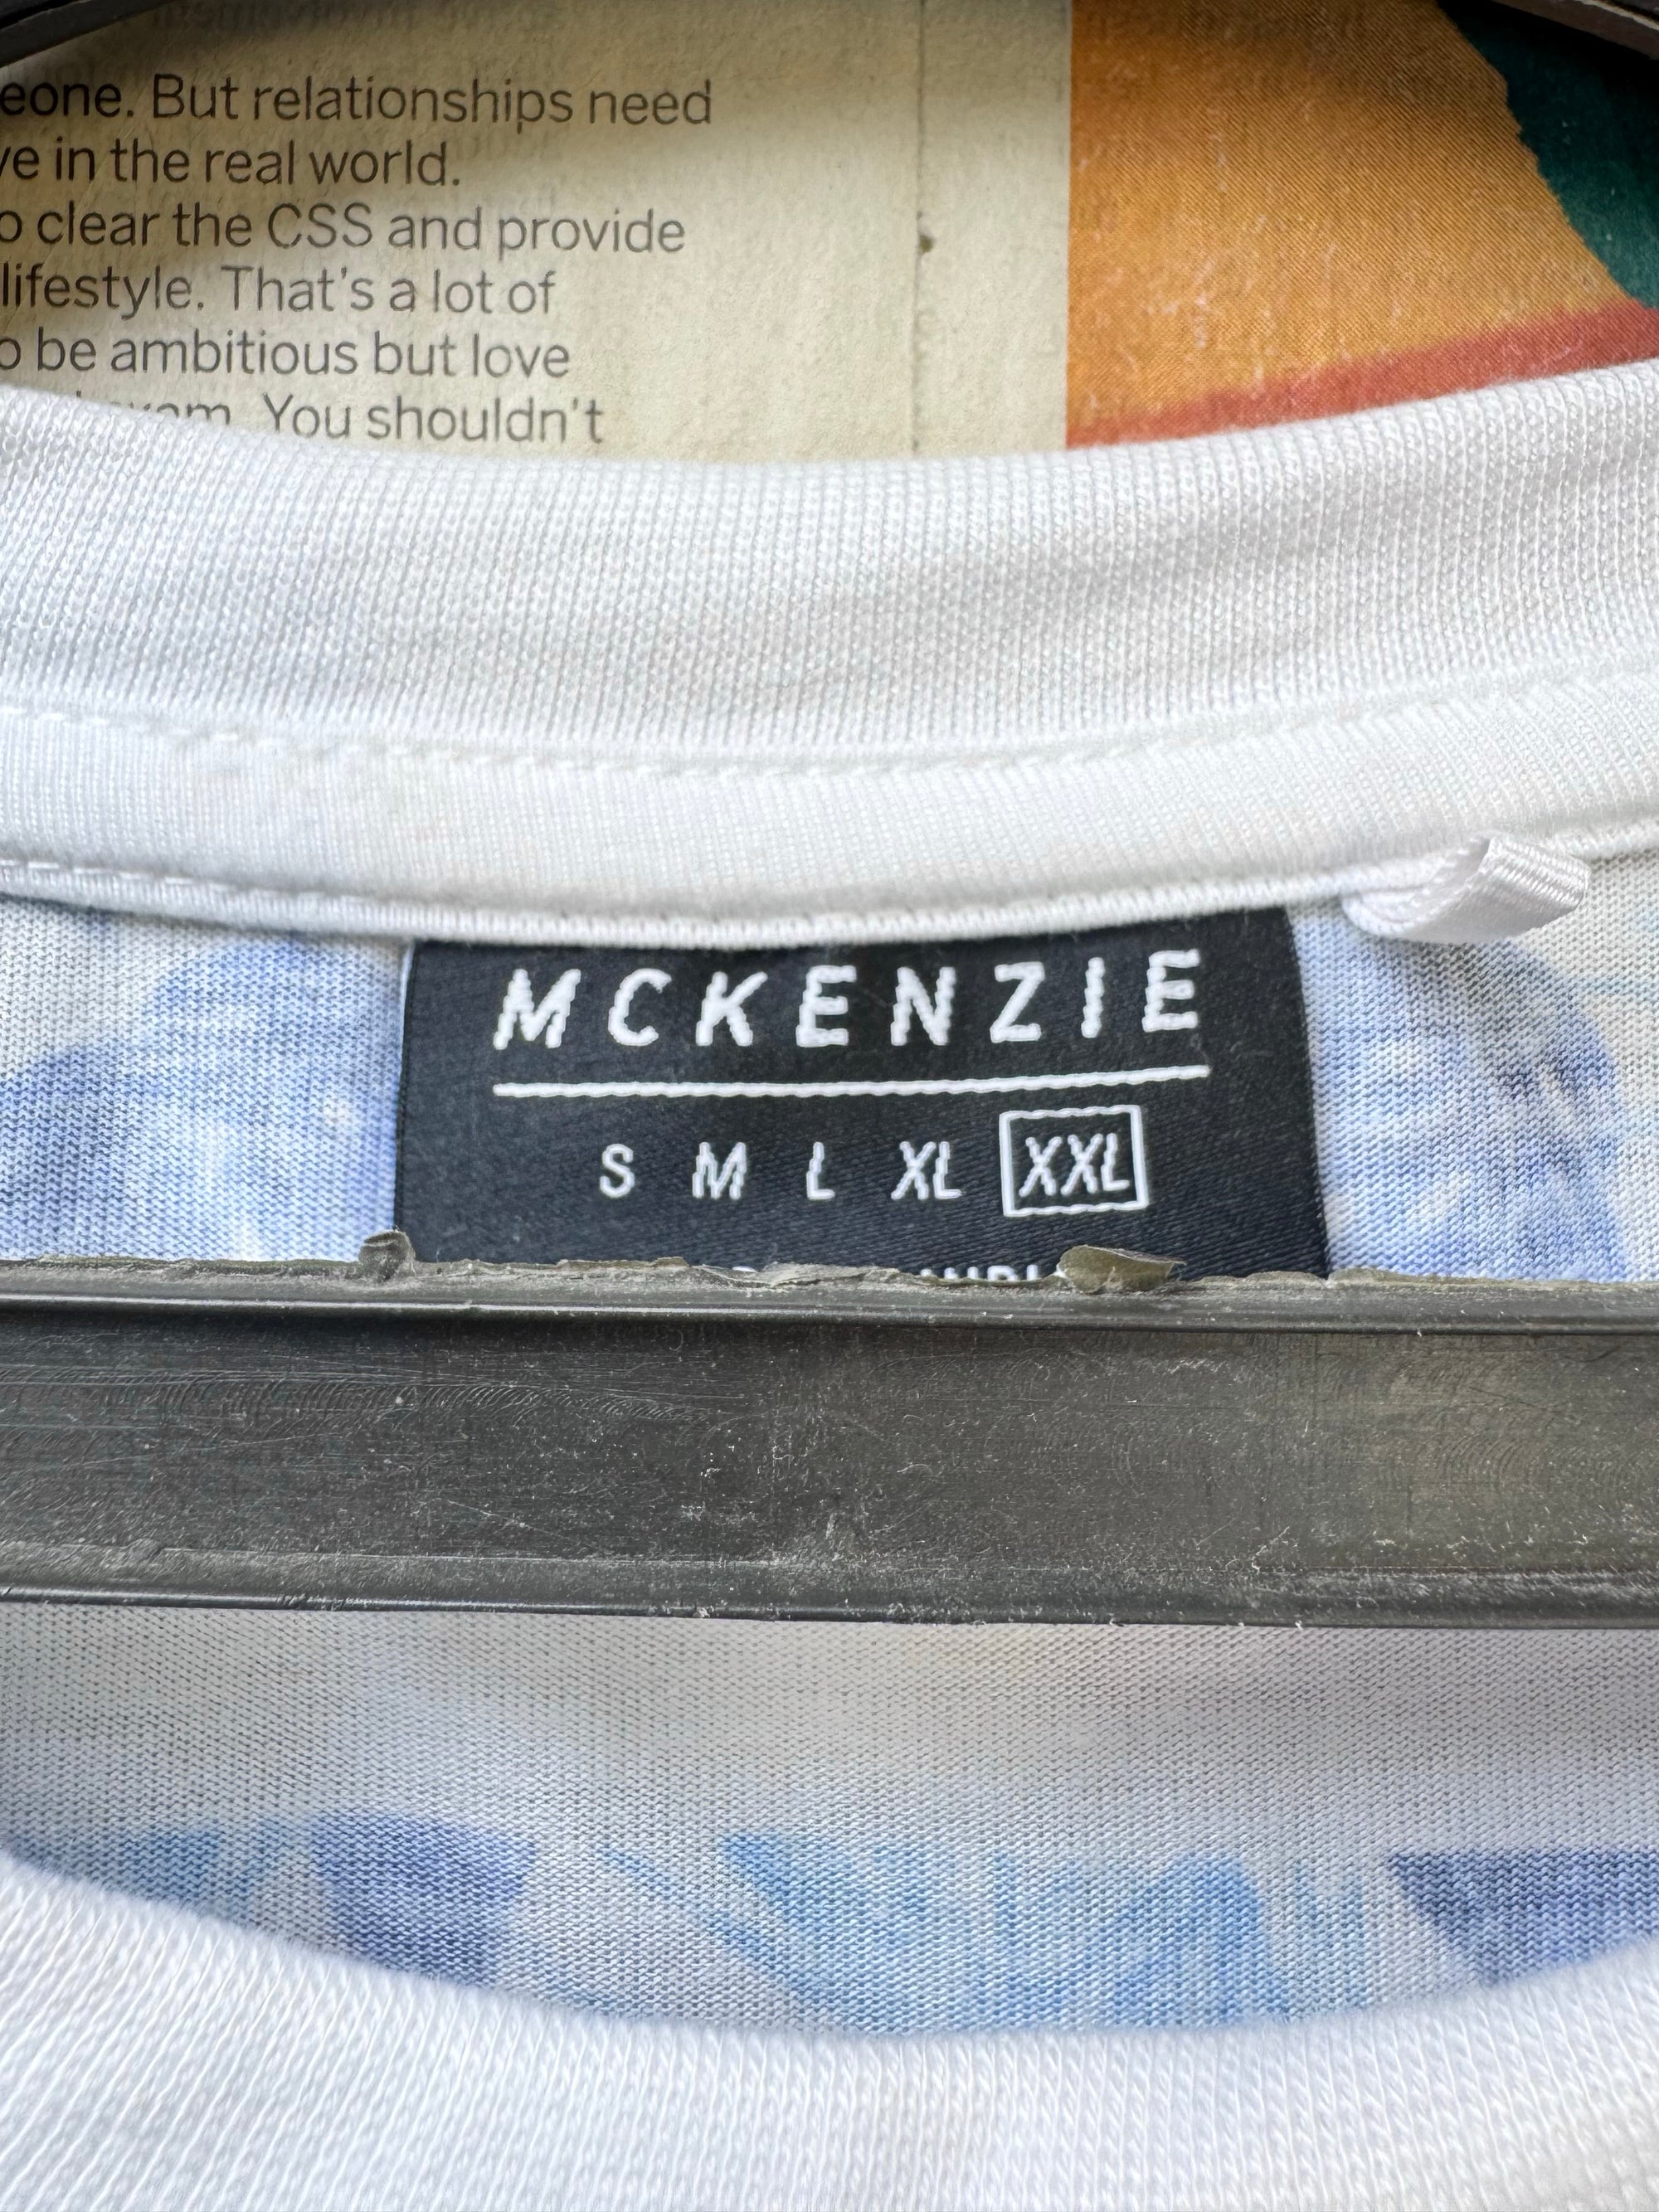 eone. But relationships need
ve in the real world.
o clear the CSS and provide
lifestyle. That's a lot of
o be ambitious but love
You shouldn't
MCKENZIE
S M L XL XXL